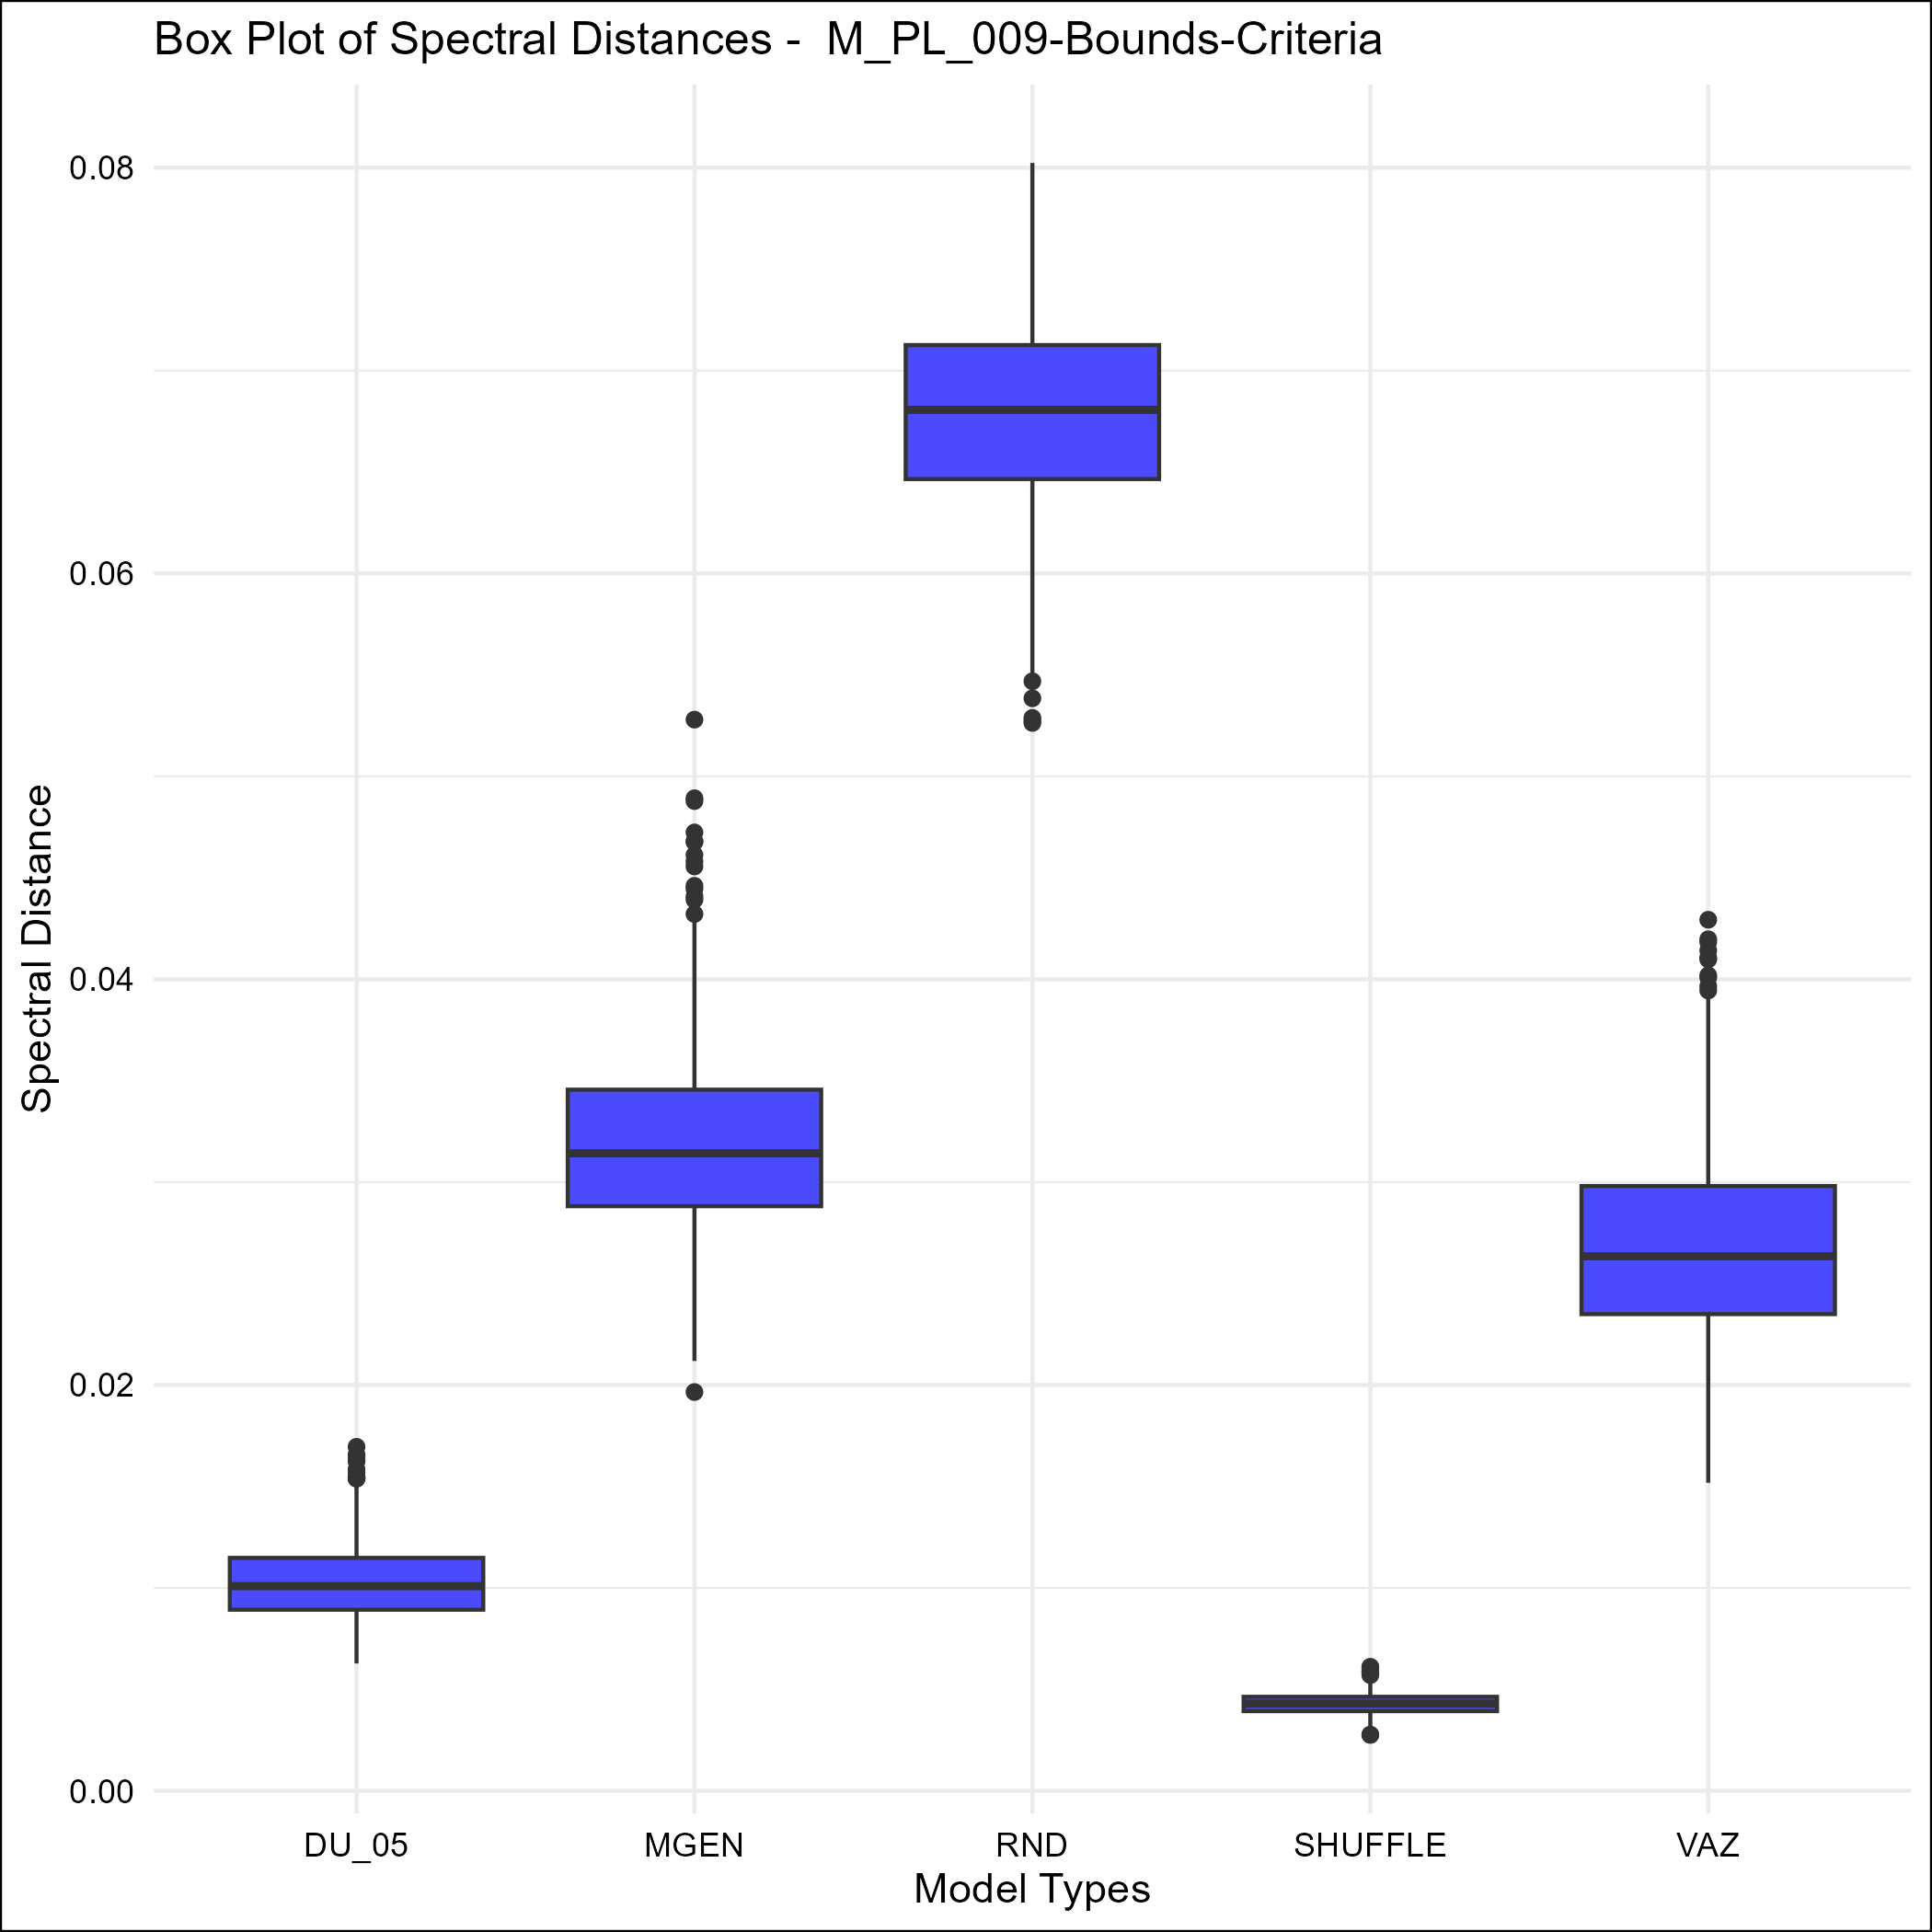 Box Plot of Spectral Distances -  M_PL_009-Bounds-Criteria
Spectral Distance
0.08
0.06
0.04
0.02
0.00
DU_05 MGEN RND SHUFFLE VAZ
Model Types